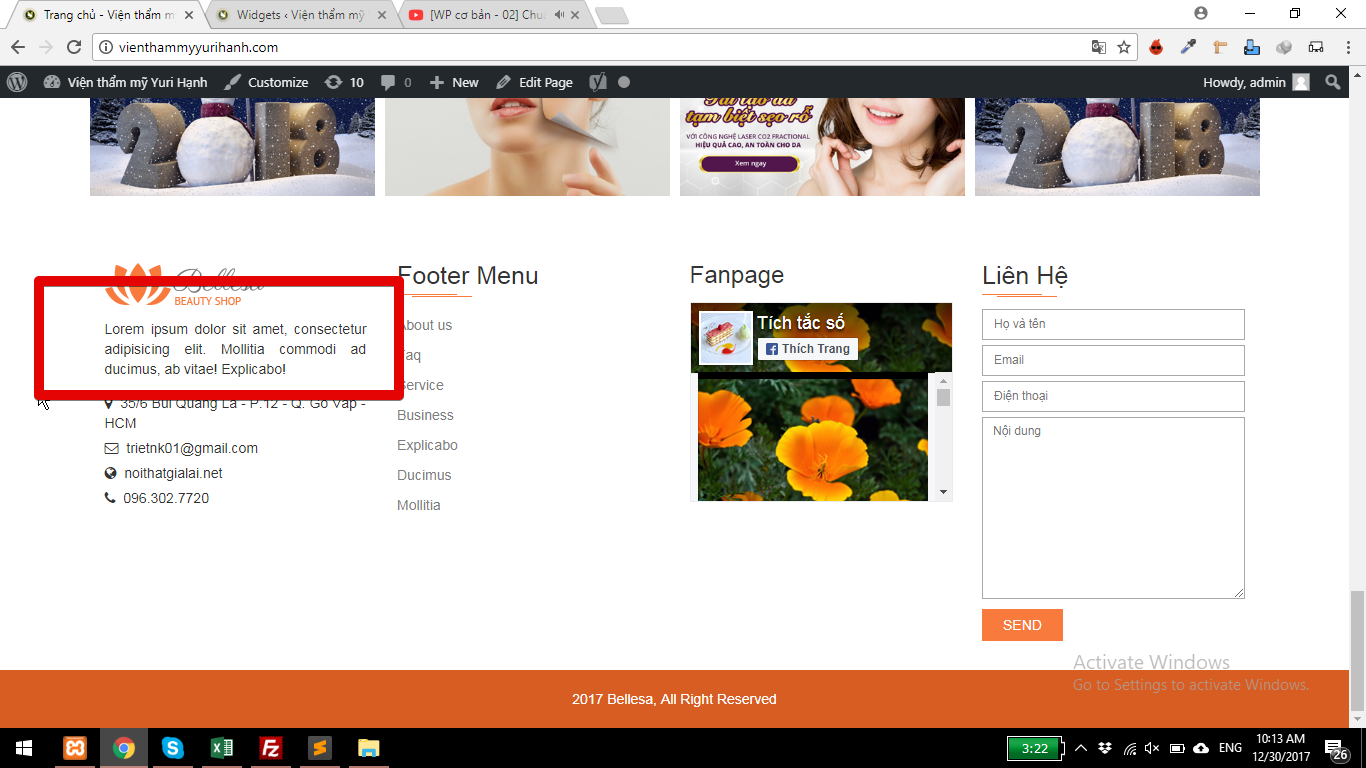 Trang chủ - Viện thẩm m
Widgets ‹ Viện thẩm mỹ
[WP cơ bản - 02] Chu
vienthammyyurihanh.com
Viện thẩm mỹ Yuri Hạnh
Customize
10
0
New
Edit Page
Howdy, admin
2018
Tái tạo da
tạm biệt sẹo rỗ
VỚI CÔNG NGHỆ LASER CO2 FRACTIONAL
HIỆU QUẢ CAO, AN TOÀN CHO DA
Xem ngay
2018
Bellesa
BEAUTY SHOP
Lorem ipsum dolor sit amet, consectetur
adipisicing elit. Mollitia commodi ad
ducimus, ab vitae! Explicabo!
35/6 Bùi Quang Là - P.12 - Q. Gò Vấp -
HCM
trietnk01@gmail.com
noithatgialai.net
096.302.7720
Footer Menu
About us
Faq
Service
Business
Explicabo
Ducimus
Mollitia
Fanpage
Tích tắc số
Thích Trang
Liên Hệ
Họ và tên
Email
Điện thoại
Nội dung
SEND
Activate Windows
Go to Settings to activate Windows.
2017 Bellesa, All Right Reserved
3:22
ENG
10:13 AM
12/30/2017
26